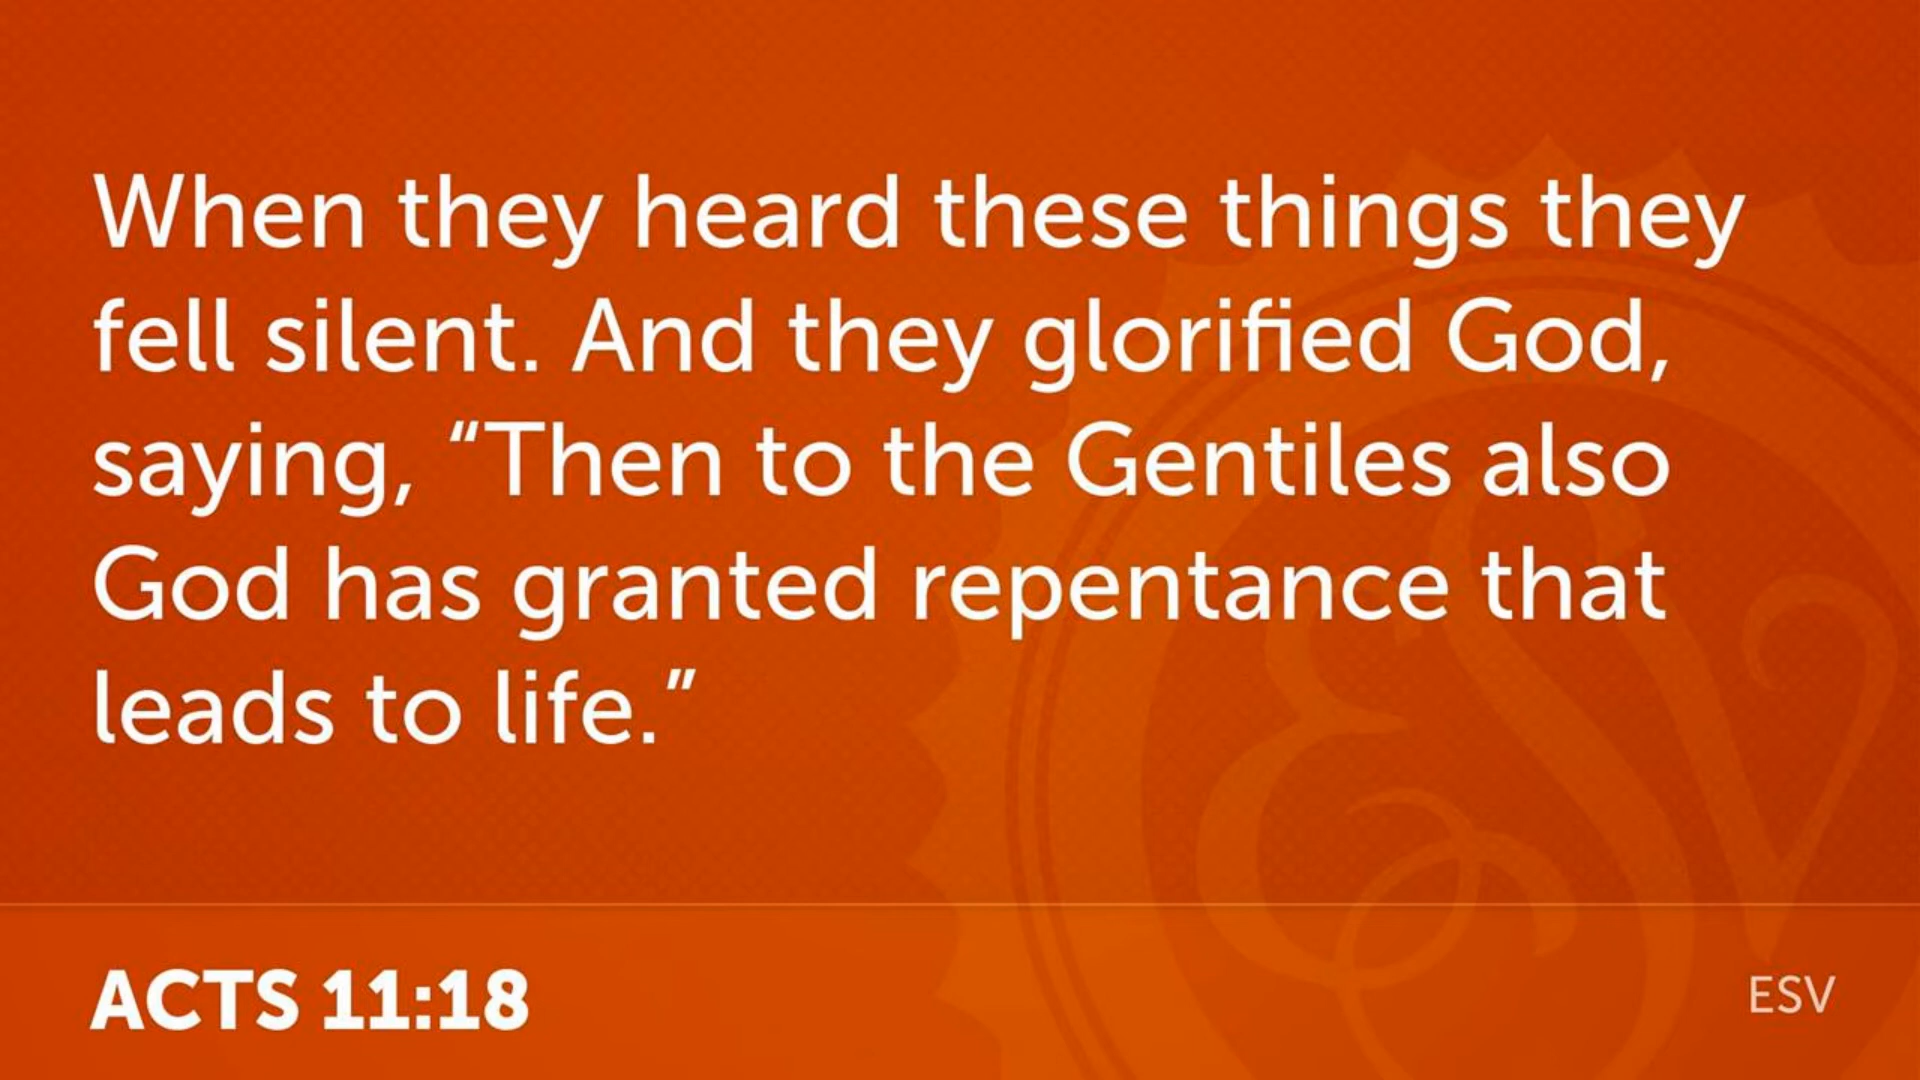 When they heard these things they
fell silent. And they glorified God,
saying, “Then to the Gentiles also
God has granted repentance that
leads to life.”
ACTS 11:18
ESV